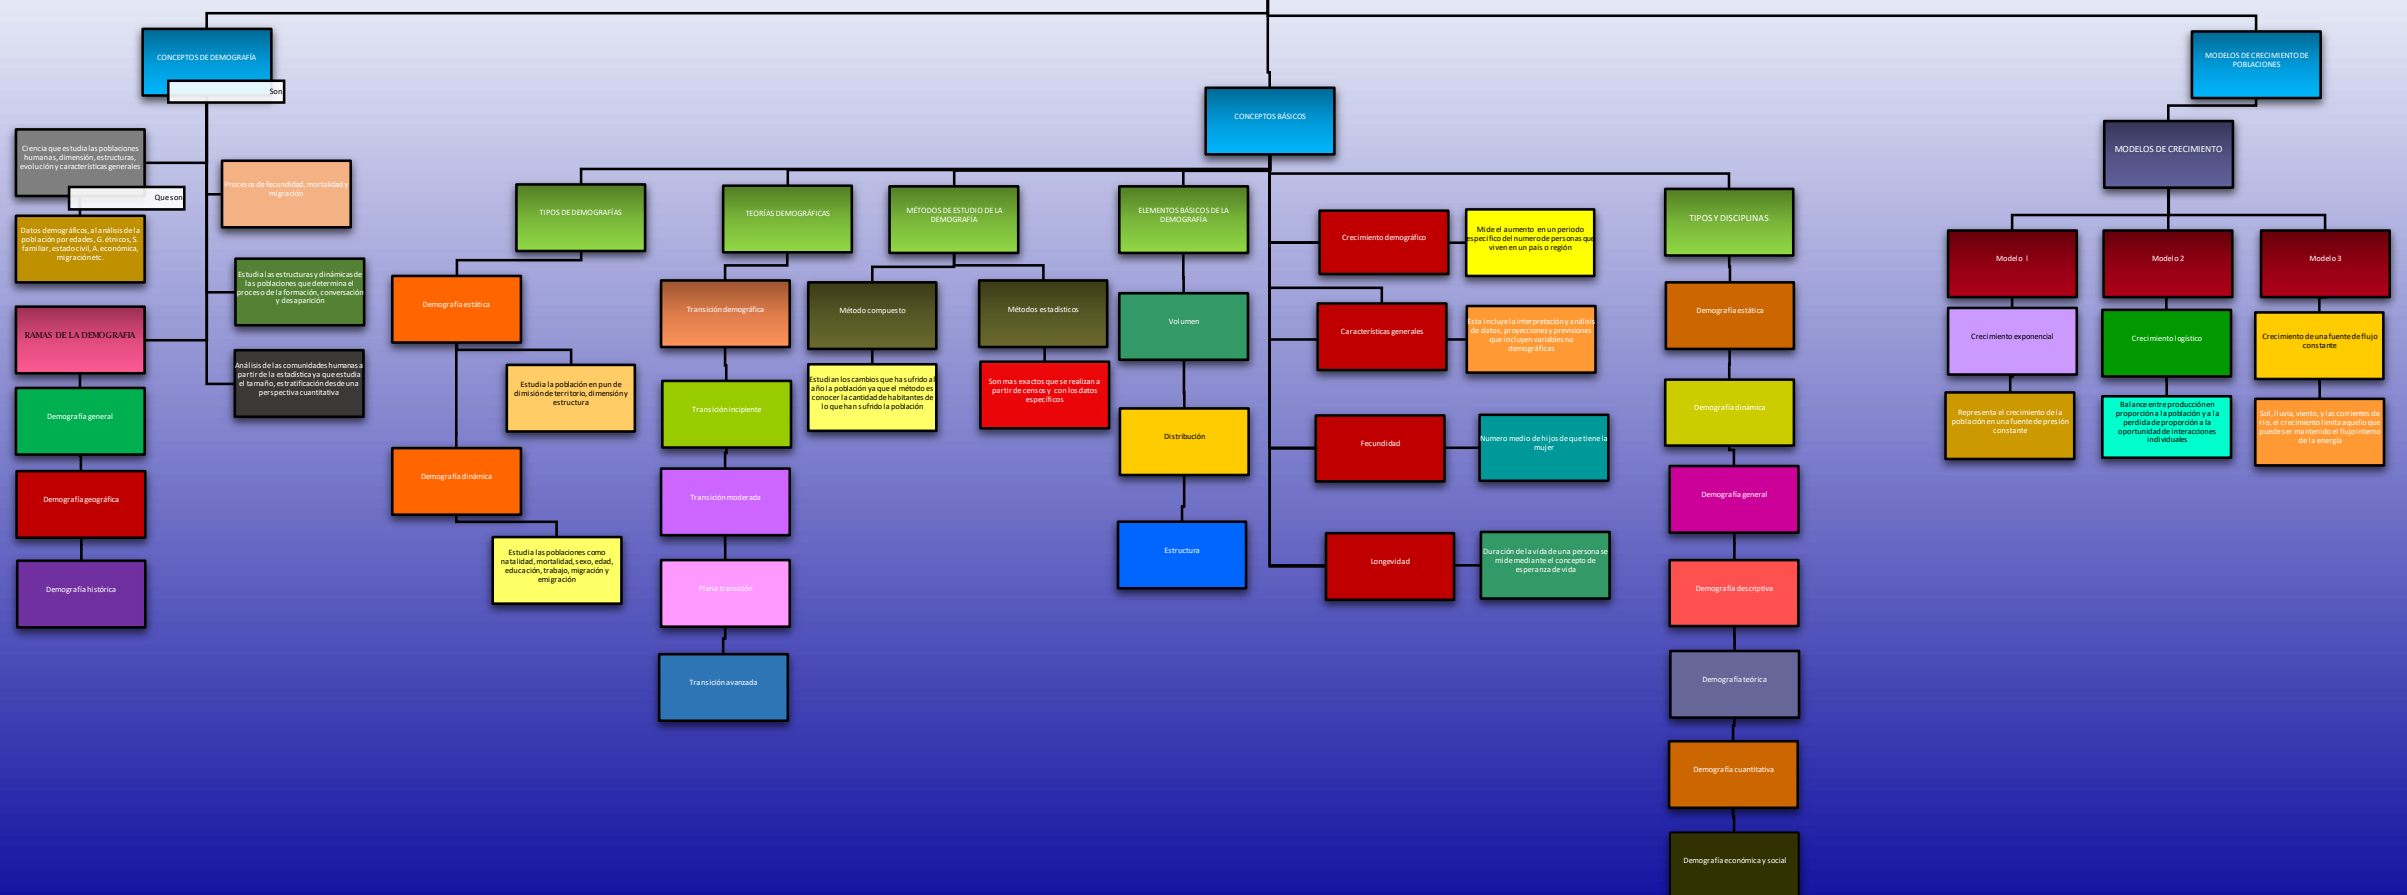 CONCEPTOS DE DEMOGRAFÍA
Son
Ciencia que estudia las poblaciones
humanas, dimensión, estructuras,
evolución y características generales
Que son
Datos demográficos, al análisis de la
población por edades, G. étnicos, S.
familiar, estado civil, A. económica,
migración etc.
RAMAS DE LA DEMOGRAFIA
Demografía general
Demografía geográfica
Demografía histórica
Procesos de fecundidad, mortalidad y
migración
Estudia las estructuras y dinámicas de
las poblaciones que determina el
proceso de la formación, conversación
y desaparición
Análisis de las comunidades humanas a
partir de la estadística ya que estudia
el tamaño, estratificación desde una
perspectiva cuantitativa
CONCEPTOS BÁSICOS
TIPOS DE DEMOGRAFÍAS
Demografía estática
Estudia la población en pun de
dimisión de territorio, dimensión y
estructura
Demografía dinámica
Estudia las poblaciones como
natalidad, mortalidad, sexo, edad,
educación, trabajo, migración y
emigración
TEORÍAS DEMOGRÁFICAS
Transición demográfica
Transición incipiente
Transición moderada
Plena transición
Transición avanzada
MÉTODOS DE ESTUDIO DE LA
DEMOGRAFÍA
Método compuesto
Estudian los cambios que ha sufrido al
año la población ya que el método es
conocer la cantidad de habitantes de
lo que han sufrido la población
Métodos estadísticos
Son mas exactos que se realizan a
partir de censos y con los datos
específicos
ELEMENTOS BÁSICOS DE LA
DEMOGRAFÍA
Volumen
Distribución
Estructura
Crecimiento demográfico
Mide el aumento en un periodo
especifico del numero de personas que
viven en un país o región
Características generales
Esta incluye la interpretación y análisis
de datos, proyecciones y previsiones
que incluyen variables no
demográficas
Fecundidad
Numero medio de hijos de que tiene la
mujer
Longevidad
Duración de la vida de una persona se
mide mediante el concepto de
esperanza de vida
TIPOS Y DISCIPLINAS
Demografía estática
Demografía dinámica
Demografía general
Demografía descriptiva
Demografía teórica
Demografía cuantitativa
Demografía económica y social
MODELOS DE CRECIMIENTO DE
POBLACIONES
MODELOS DE CRECIMIENTO
Modelo 1
Crecimiento exponencial
Representa el crecimiento de la
población en una fuente de presión
constante
Modelo 2
Crecimiento logístico
Balance entre producción en
proporción a la población y a la
perdida de proporción a la
oportunidad de interacciones
individuales
Modelo 3
Crecimiento de una fuente de flujo
constante
Sol, lluvia, viento, y las corrientes de
rio, el crecimiento limita aquello que
puede ser mantenido el flujo interno
de la energía